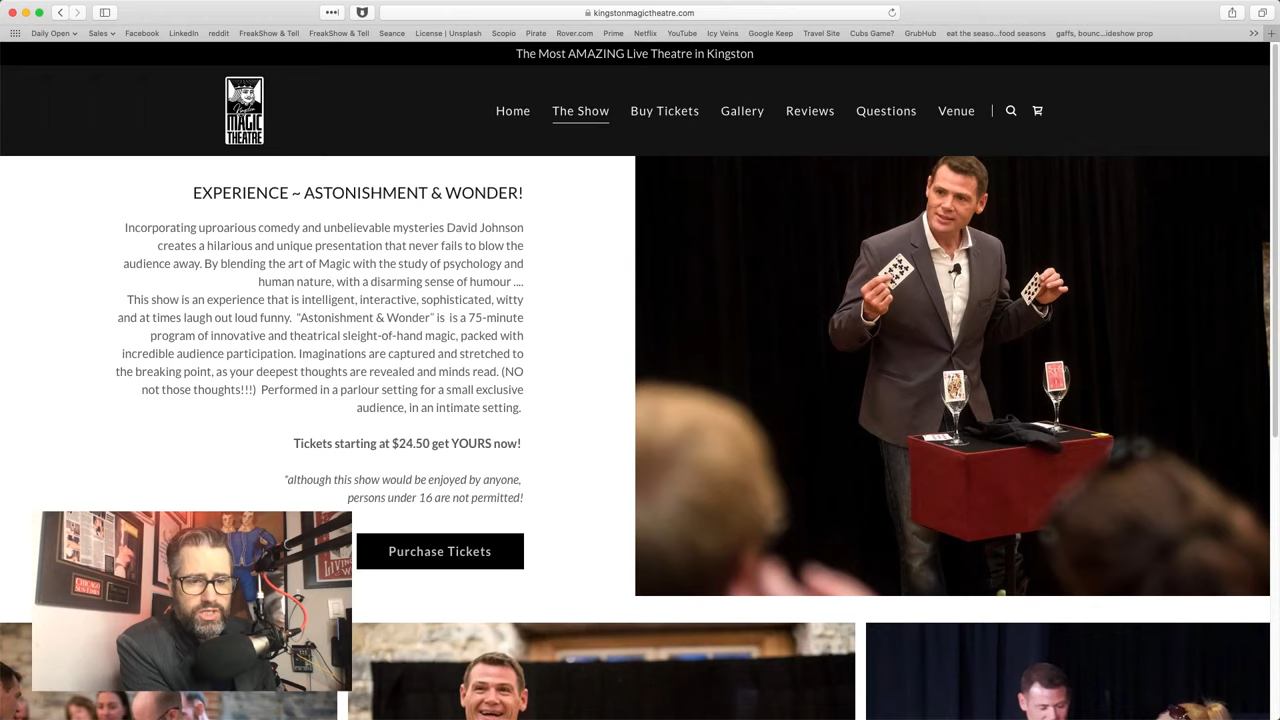 kingstonmagictheatre.com
Daily Open Sales Facebook LinkedIn reddit FreakShow & Tell FreakShow & Tell Seance License | Unsplash Scopio Pirate Rover.com Prime Netflix YouTube Icy Veins Google Keep Travel Site Cubs Game? GrubHub eat the seaso...food seasons gaffs, bounc...ideshow prop
The Most AMAZING Live Theatre in Kingston
MAGIC
THEATRE
Home The Show Buy Tickets Gallery Reviews Questions Venue
EXPERIENCE ~ ASTONISHMENT & WONDER!
Incorporating uproarious comedy and unbelievable mysteries David Johnson
creates a hilarious and unique presentation that never fails to blow the
audience away. By blending the art of Magic with the study of psychology and
human nature, with a disarming sense of humour ....
This show is an experience that is intelligent, interactive, sophisticated, witty
and at times laugh out loud funny. "Astonishment & Wonder" is is a 75-minute
program of innovative and theatrical sleight-of-hand magic, packed with
incredible audience participation. Imaginations are captured and stretched to
the breaking point, as your deepest thoughts are revealed and minds read. (NO
not those thoughts!!!) Performed in a parlour setting for a small exclusive
audience, in an intimate setting.
Tickets starting at $24.50 get YOURS now!
*although this show would be enjoyed by anyone,
persons under 16 are not permitted!
Purchase Tickets
CHICAGO
SUN-TIMES